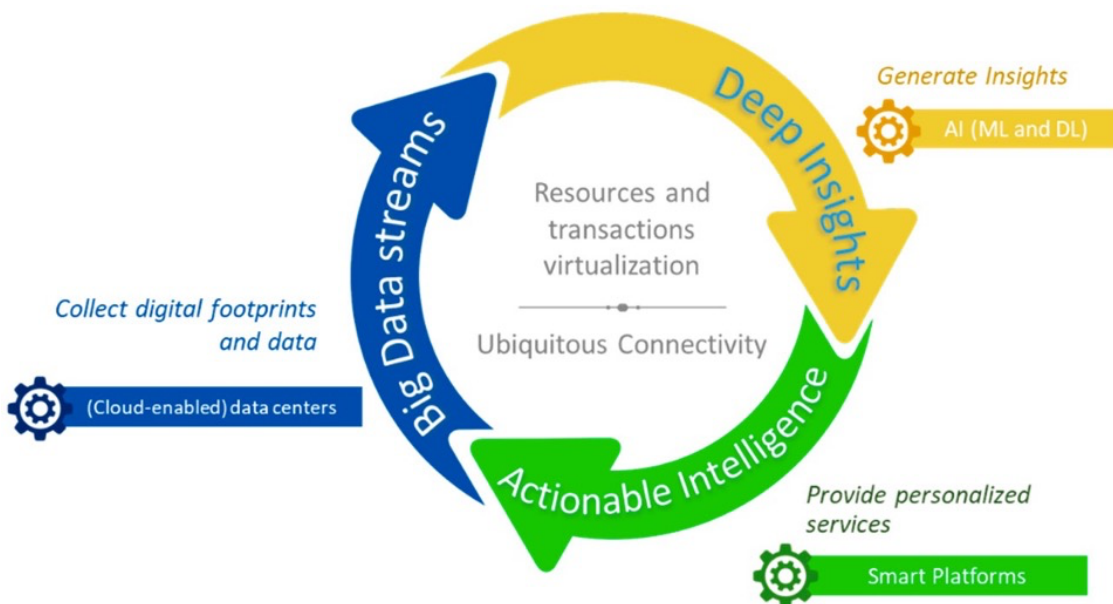 Generate Insights
AI (ML and DL)
Deep Insights
Big Data streams
Resources and
transactions
virtualization
Ubiquitous Connectivity
Collect digital footprints
and data
(Cloud-enabled) data centers
Actionable Intelligence
Provide personalized
services
Smart Platforms